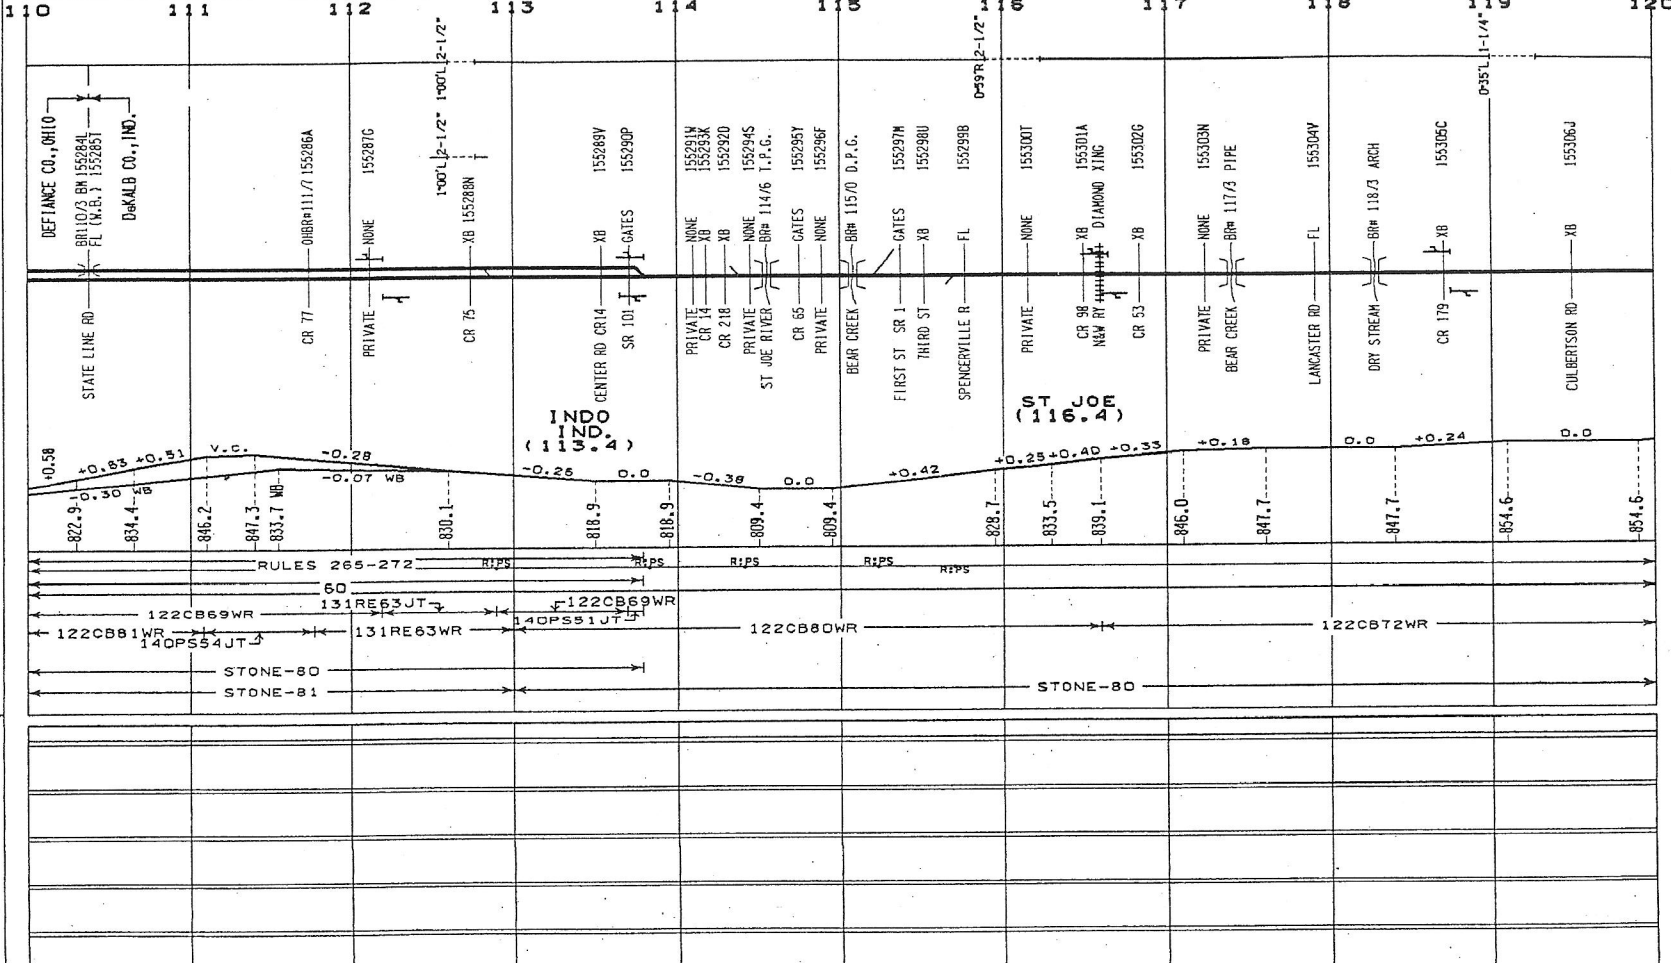 110 111 112 113 114 115 116 117 118 119 120
1°00'L 2-1/2"
1°00'L 2-1/2"
0°59'R 2-1/2"
0°35'L 1-1/4"
DEFIANCE CO., OHIO
DeKALB CO., IND.
STATE LINE RD BR110/3 BM 155284L
FL (W.B.) 155285T
CR 77 OHBR#111/7 155286A
PRIVATE NONE 155287G
CR 75 XB 155288N
CENTER RD CR14 XB 155289V
SR 101 GATES 155290P
PRIVATE NONE 155291W
CR 14 XB 155293K
CR 218 XB 155292D
PRIVATE NONE 155294S
ST JOE RIVER BR# 114/6 T.P.G.
CR 65 GATES 155295Y
PRIVATE NONE 155296F
BEAR CREEK BR# 115/0 D.P.G.
FIRST ST SR 1 GATES 155297M
THIRD ST XB 155298U
SPENCERVILLE R FL 155299B
PRIVATE NONE 155300T
CR 98 XB 155301A
N&W RY DIAMOND XING
CR 53 XB 155302G
PRIVATE NONE 155303N
BEAR CREEK BR# 117/3 PIPE
LANCASTER RD FL 155304V
DRY STREAM BR# 118/3 ARCH
CR 179 XB 155305C
CULBERTSON RD XB 155306J
INDO
IND.
(113.4)
ST JOE
(116.4)
+0.58 +0.83 +0.51 V.C. -0.28 -0.26 0.0 -0.38 0.0 +0.42 +0.25 +0.40 +0.33 +0.18 0.0 +0.24 0.0
-0.30 WB -0.07 WB
822.9 834.4 846.2 847.3 833.7 WB 830.1 818.9 818.9 809.4 809.4 828.7 833.5 839.1 846.0 847.7 847.7 854.6 854.6
RULES 265-272 R:PS R:PS R:PS R:PS R:PS
60
122CB69WR 131RE63JT 122CB69WR
140PS51JT
122CB81WR 131RE63WR 122CB80WR 122CB72WR
140PS54JT
STONE-80
STONE-81 STONE-80